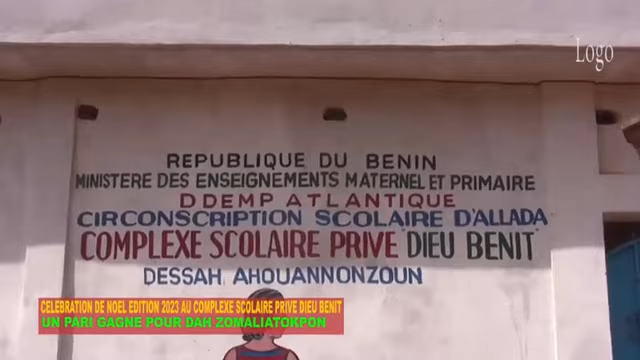 Logo
REPUBLIQUE DU BENIN
MINISTERE DES ENSEIGNEMENTS MATERNEL ET PRIMAIRE
DDEMP ATLANTIQUE
CIRCONSCRIPTION SCOLAIRE D'ALLADA
COMPLEXE SCOLAIRE PRIVE "DIEU BENIT"
DESSAH AHOUANNONZOUN
CELEBRATION DE NOEL EDITION 2023 AU COMPLEXE SCOLAIRE PRIVE DIEU BENIT
UN PARI GAGNE POUR DAH ZOMALIATOKPON